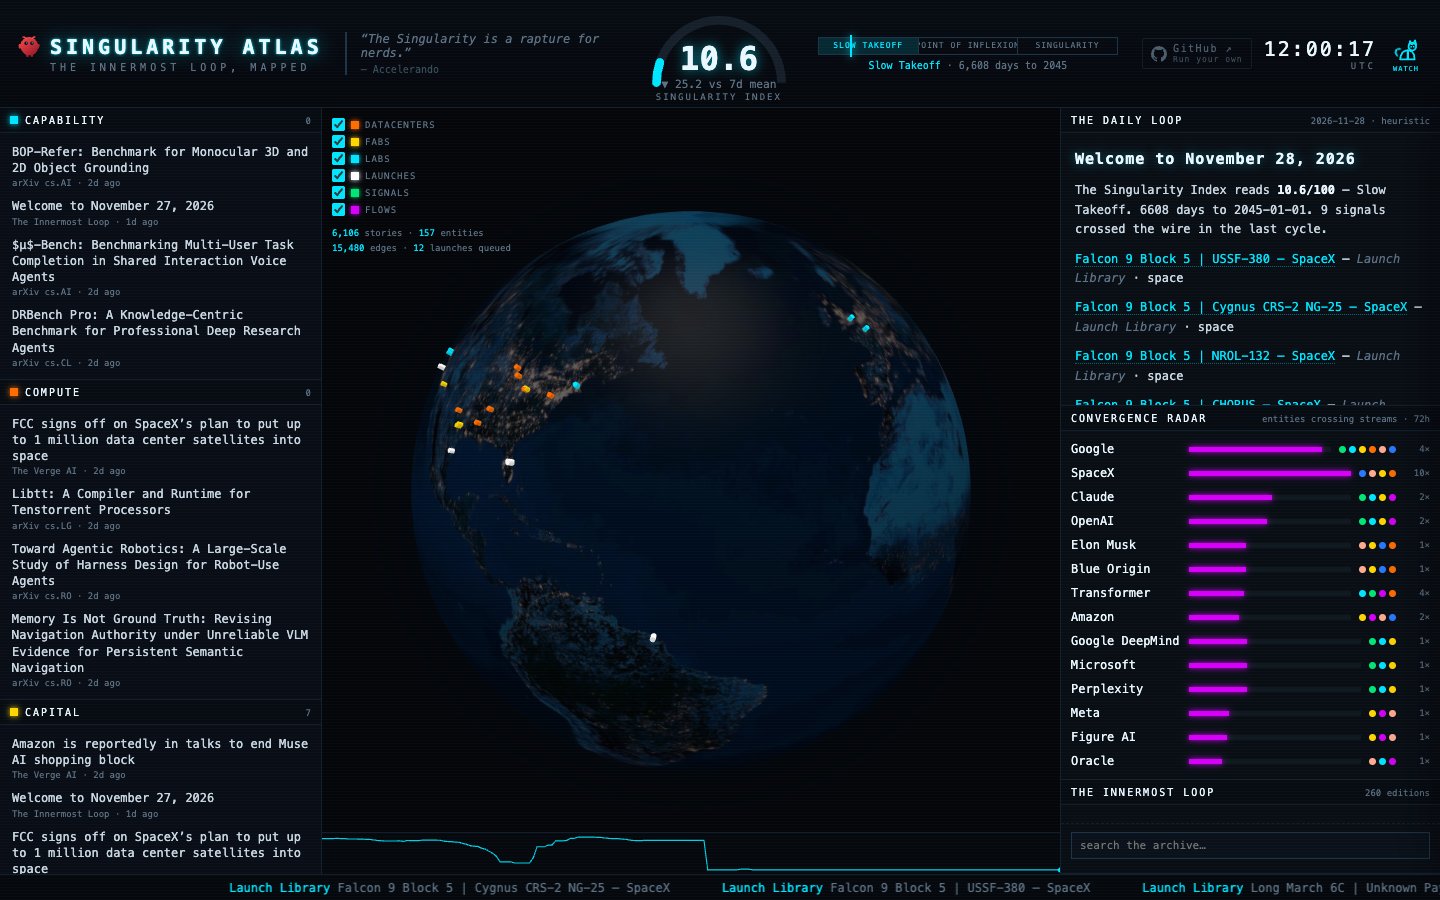 SINGULARITY ATLAS
THE INNERMOST LOOP, MAPPED
“The Singularity is a rapture for
nerds.”
— Accelerando
10.6
▼ 25.2 vs 7d mean
SINGULARITY INDEX
SLOW TAKEOFF
POINT OF INFLEXION
SINGULARITY
Slow Takeoff · 6,608 days to 2045
GitHub ↗
Run your own
12:00:17
UTC
WATCH
CAPABILITY 0
BOP-Refer: Benchmark for Monocular 3D and
2D Object Grounding
arXiv cs.AI · 2d ago
Welcome to November 27, 2026
The Innermost Loop · 1d ago
$μ$-Bench: Benchmarking Multi-User Task
Completion in Shared Interaction Voice
Agents
arXiv cs.AI · 2d ago
DRBench Pro: A Knowledge-Centric
Benchmark for Professional Deep Research
Agents
arXiv cs.CL · 2d ago
COMPUTE 0
FCC signs off on SpaceX’s plan to put up
to 1 million data center satellites into
space
The Verge AI · 2d ago
Libtt: A Compiler and Runtime for
Tenstorrent Processors
arXiv cs.LG · 2d ago
Toward Agentic Robotics: A Large-Scale
Study of Harness Design for Robot-Use
Agents
arXiv cs.RO · 2d ago
Memory Is Not Ground Truth: Revising
Navigation Authority under Unreliable VLM
Evidence for Persistent Semantic
Navigation
arXiv cs.RO · 2d ago
CAPITAL 7
Amazon is reportedly in talks to end Muse
AI shopping block
The Verge AI · 2d ago
Welcome to November 27, 2026
The Innermost Loop · 1d ago
FCC signs off on SpaceX’s plan to put up
to 1 million data center satellites into
space
DATACENTERS
FABS
LABS
LAUNCHES
SIGNALS
FLOWS
6,106 stories · 157 entities
15,480 edges · 12 launches queued
THE DAILY LOOP 2026-11-28 · heuristic
Welcome to November 28, 2026
The Singularity Index reads 10.6/100 — Slow
Takeoff. 6608 days to 2045-01-01. 9 signals
crossed the wire in the last cycle.
Falcon 9 Block 5 | USSF-380 — SpaceX — Launch
Library · space
Falcon 9 Block 5 | Cygnus CRS-2 NG-25 — SpaceX —
Launch Library · space
Falcon 9 Block 5 | NROL-132 — SpaceX — Launch
Library · space
Falcon 9 Block 5 | CHORUS — SpaceX — Launch
CONVERGENCE RADAR entities crossing streams · 72h
Google 4×
SpaceX 10×
Claude 2×
OpenAI 2×
Elon Musk 1×
Blue Origin 1×
Transformer 4×
Amazon 2×
Google DeepMind 1×
Microsoft 1×
Perplexity 1×
Meta 1×
Figure AI 1×
Oracle 1×
THE INNERMOST LOOP 260 editions
search the archive…
Launch Library Falcon 9 Block 5 | Cygnus CRS-2 NG-25 — SpaceX Launch Library Falcon 9 Block 5 | USSF-380 — SpaceX Launch Library Long March 6C | Unknown Pa